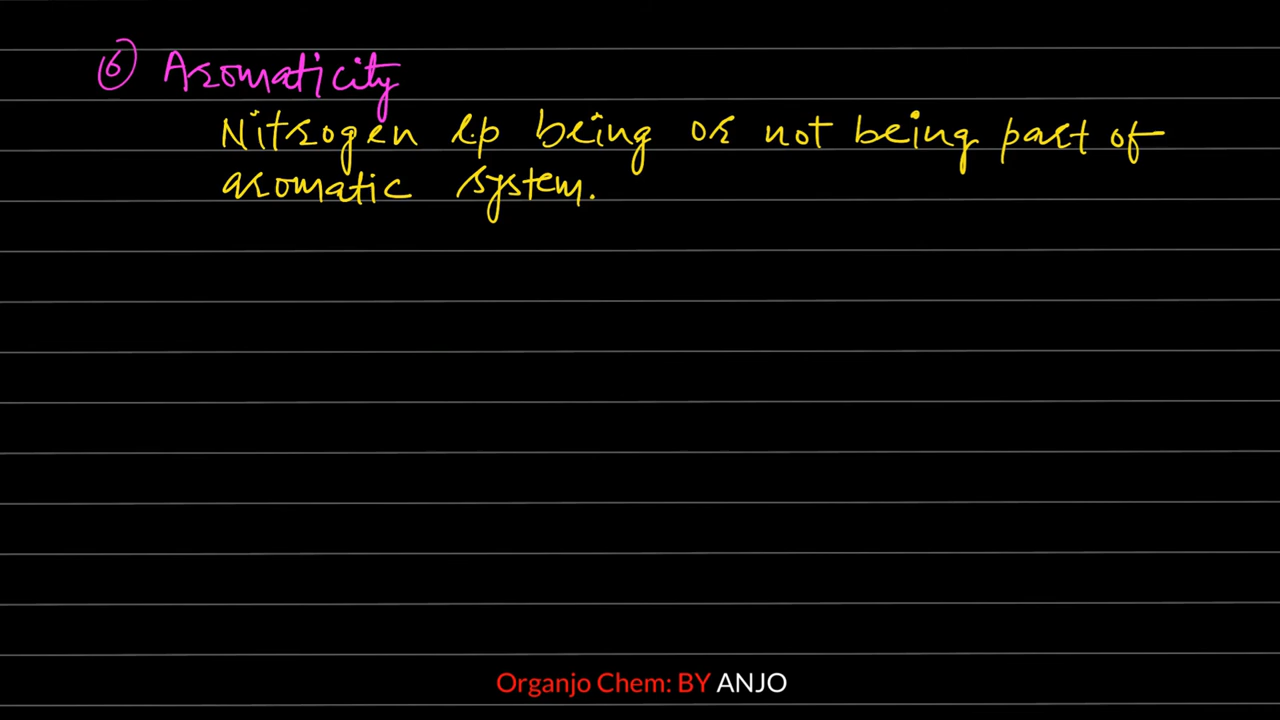 ⑥ Aromaticity
Nitrogen l.p being or not being part of
aromatic system.
Organjo Chem: BY ANJO